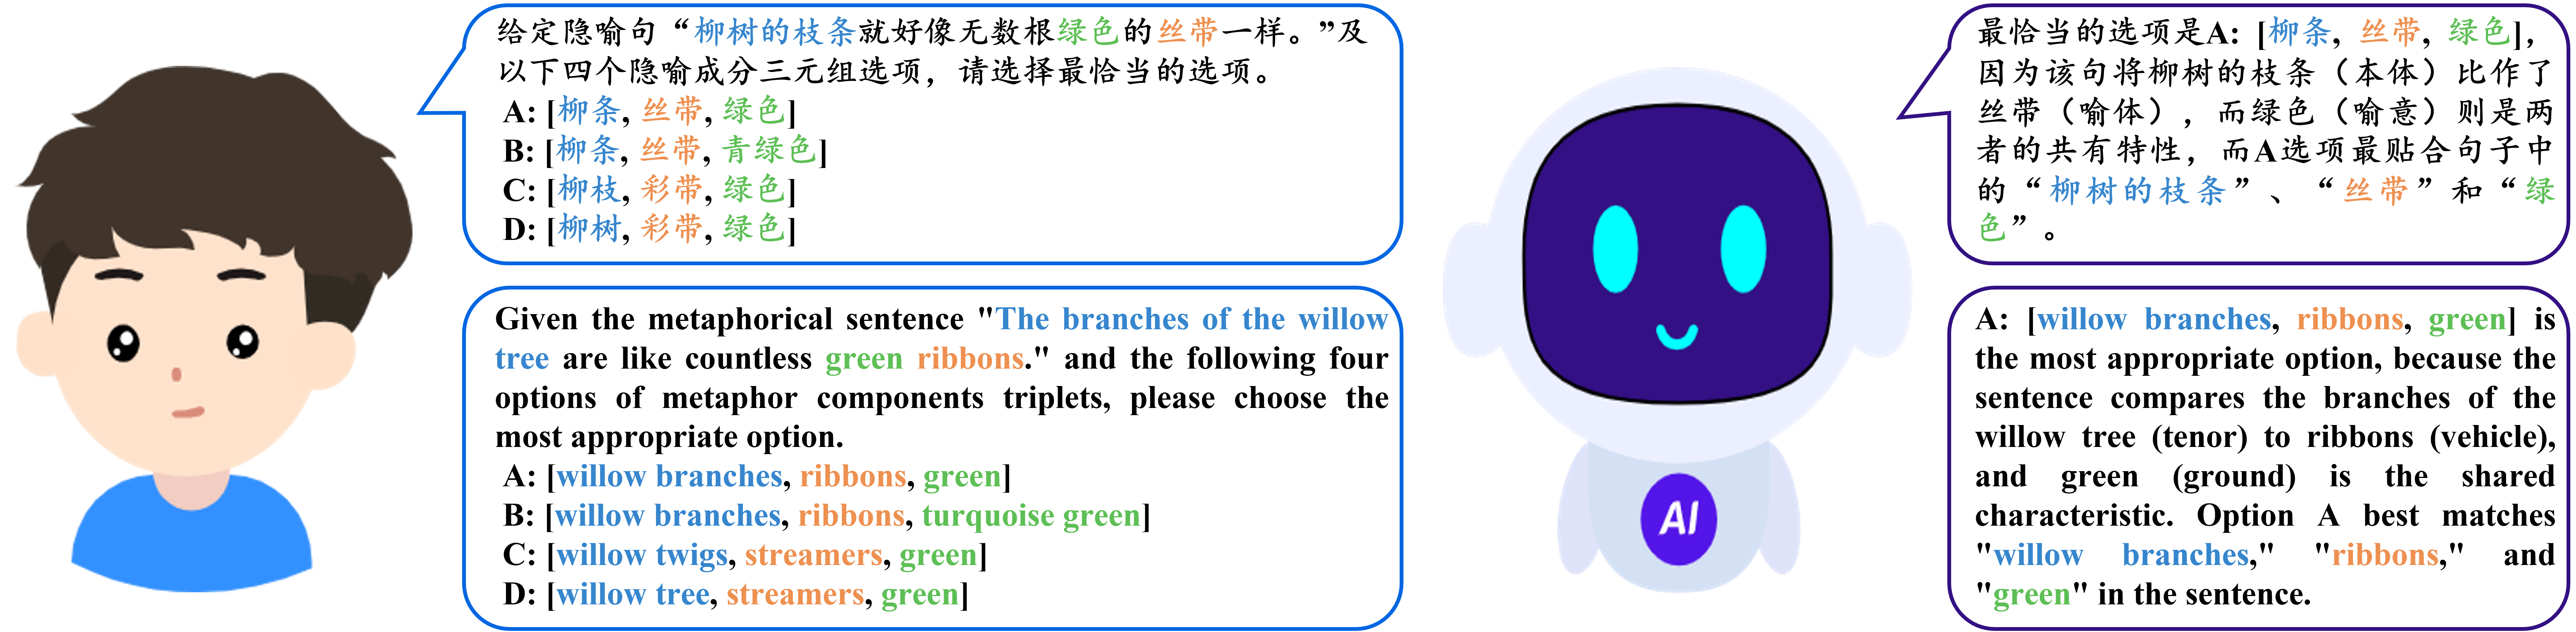 给定隐喻句“柳树的枝条就好像无数根绿色的丝带一样。”及
以下四个隐喻成分三元组选项，请选择最恰当的选项。
A: [柳条, 丝带, 绿色]
B: [柳条, 丝带, 青绿色]
C: [柳枝, 彩带, 绿色]
D: [柳树, 彩带, 绿色]
Given the metaphorical sentence "The branches of the willow
tree are like countless green ribbons." and the following four
options of metaphor components triplets, please choose the
most appropriate option.
A: [willow branches, ribbons, green]
B: [willow branches, ribbons, turquoise green]
C: [willow twigs, streamers, green]
D: [willow tree, streamers, green]
AI
最恰当的选项是A: [柳条, 丝带, 绿色],
因为该句将柳树的枝条（本体）比作了
丝带（喻体），而绿色（喻意）则是两
者的共有特性，而A选项最贴合句子中
的“柳树的枝条”、“丝带”和“绿
色”。
A: [willow branches, ribbons, green] is
the most appropriate option, because the
sentence compares the branches of the
willow tree (tenor) to ribbons (vehicle),
and green (ground) is the shared
characteristic. Option A best matches
"willow branches," "ribbons," and
"green" in the sentence.